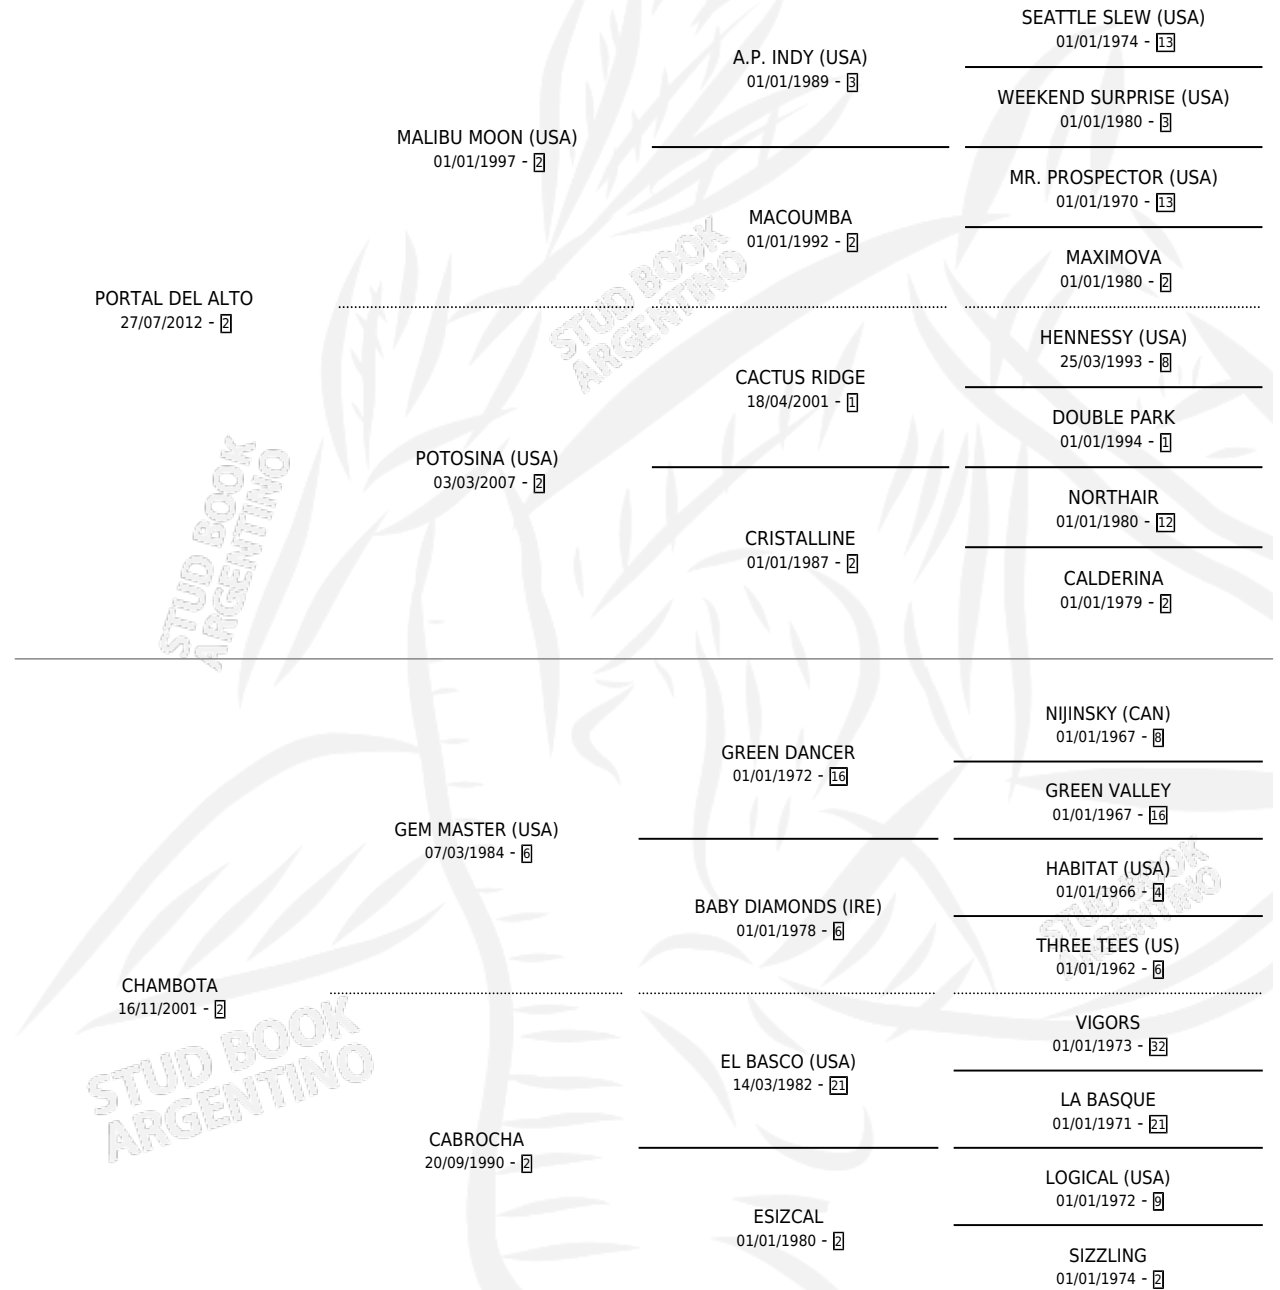 SEATTLE SLEW (USA)
01/01/1974 - 13
A.P. INDY (USA)
01/01/1989 - 3
WEEKEND SURPRISE (USA)
01/01/1980 - 3
MALIBU MOON (USA)
01/01/1997 - 2
MR. PROSPECTOR (USA)
01/01/1970 - 13
MACOUMBA
01/01/1992 - 2
MAXIMOVA
01/01/1980 - 2
PORTAL DEL ALTO
27/07/2012 - 2
STUD BOOK
ARGENTINO
HENNESSY (USA)
25/03/1993 - 8
CACTUS RIDGE
18/04/2001 - 1
DOUBLE PARK
01/01/1994 - 1
POTOSINA (USA)
03/03/2007 - 2
NORTHAIR
01/01/1980 - 12
CRISTALLINE
01/01/1987 - 2
CALDERINA
01/01/1979 - 2
STUD BOOK
ARGENTINO
NIJINSKY (CAN)
01/01/1967 - 8
GREEN DANCER
01/01/1972 - 16
GREEN VALLEY
01/01/1967 - 16
GEM MASTER (USA)
07/03/1984 - 6
HABITAT (USA)
01/01/1966 - 4
BABY DIAMONDS (IRE)
01/01/1978 - 6
STUD BOOK
ARGENTINO
THREE TEES (US)
01/01/1962 - 6
CHAMBOTA
16/11/2001 - 2
VIGORS
01/01/1973 - 32
EL BASCO (USA)
14/03/1982 - 21
STUD BOOK
ARGENTINO
LA BASQUE
01/01/1971 - 21
CABROCHA
20/09/1990 - 2
LOGICAL (USA)
01/01/1972 - 9
ESIZCAL
01/01/1980 - 2
SIZZLING
01/01/1974 - 2